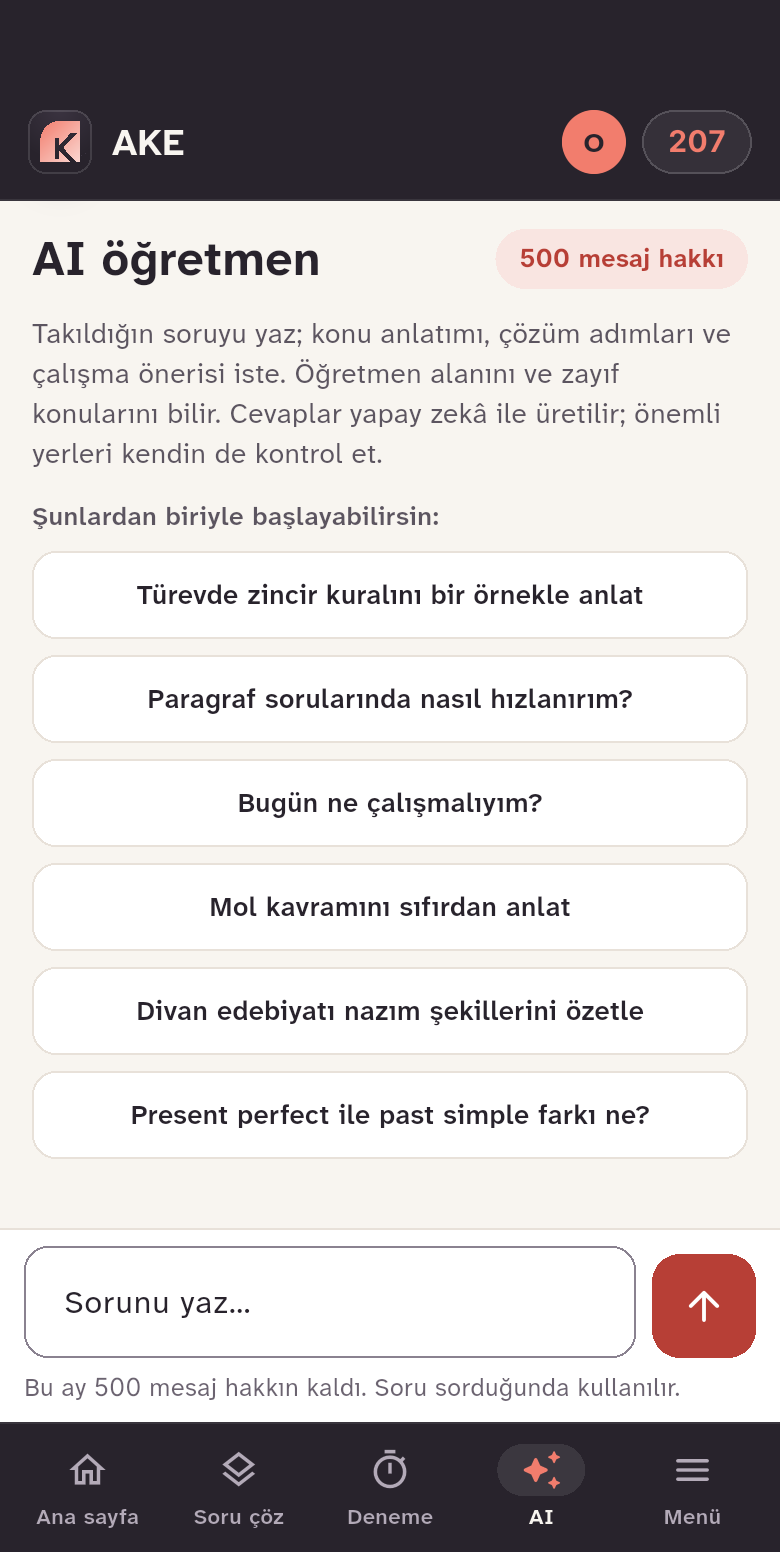 K
AKE
O
207
AI öğretmen
500 mesaj hakkı
Takıldığın soruyu yaz; konu anlatımı, çözüm adımları ve
çalışma önerisi iste. Öğretmen alanını ve zayıf
konularını bilir. Cevaplar yapay zekâ ile üretilir; önemli
yerleri kendin de kontrol et.
Şunlardan biriyle başlayabilirsin:
Türevde zincir kuralını bir örnekle anlat
Paragraf sorularında nasıl hızlanırım?
Bugün ne çalışmalıyım?
Mol kavramını sıfırdan anlat
Divan edebiyatı nazım şekillerini özetle
Present perfect ile past simple farkı ne?
Sorunu yaz...
Bu ay 500 mesaj hakkın kaldı. Soru sorduğunda kullanılır.
Ana sayfa
Soru çöz
Deneme
AI
Menü